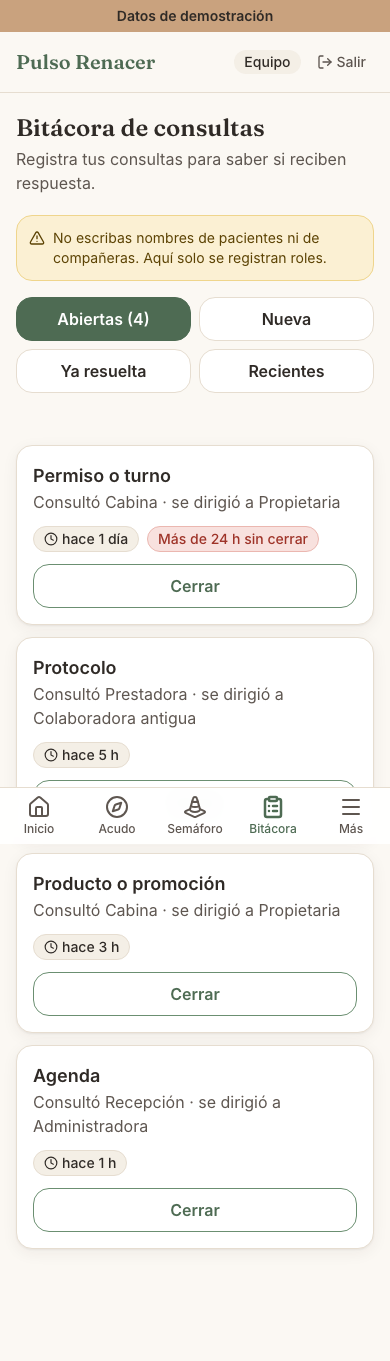 Datos de demostración
Pulso Renacer
Equipo
Salir
Bitácora de consultas
Registra tus consultas para saber si reciben
respuesta.
No escribas nombres de pacientes ni de
compañeras. Aquí solo se registran roles.
Abiertas (4)
Nueva
Ya resuelta
Recientes
Permiso o turno
Consultó Cabina · se dirigió a Propietaria
hace 1 día
Más de 24 h sin cerrar
Cerrar
Protocolo
Consultó Prestadora · se dirigió a
Colaboradora antigua
hace 5 h
Inicio
Acudo
Semáforo
Bitácora
Más
Producto o promoción
Consultó Cabina · se dirigió a Propietaria
hace 3 h
Cerrar
Agenda
Consultó Recepción · se dirigió a
Administradora
hace 1 h
Cerrar